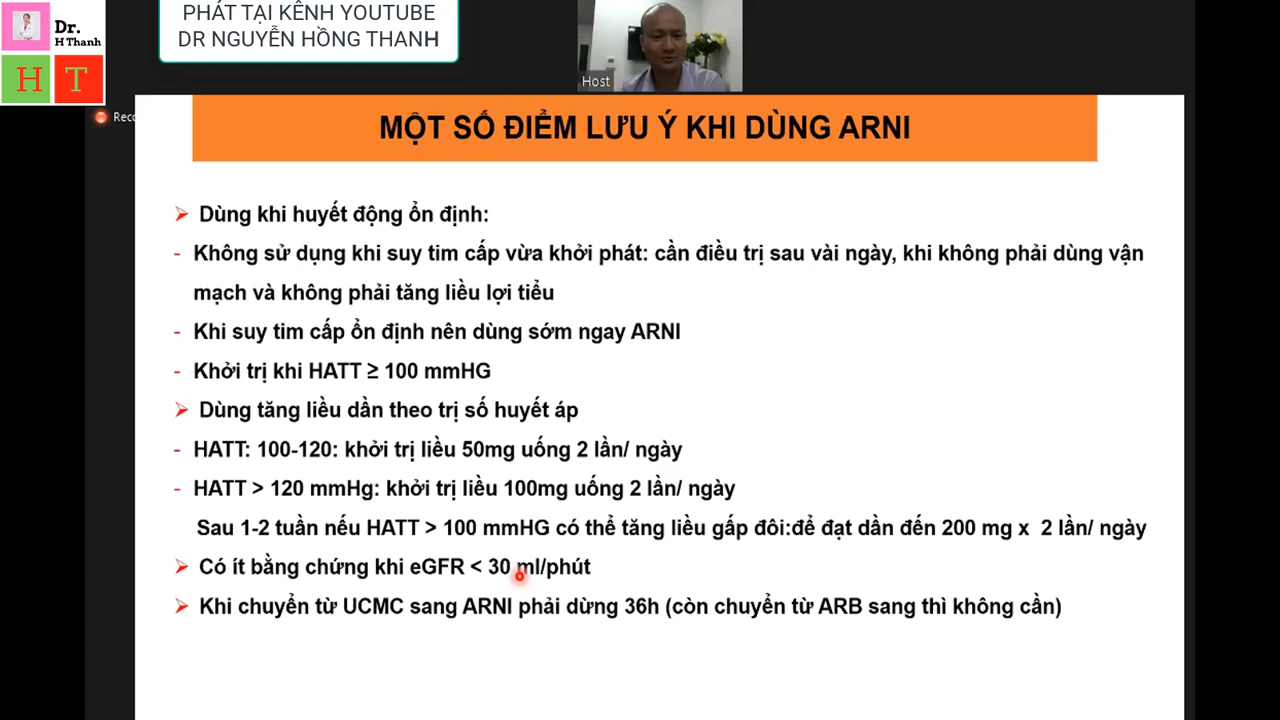 PHÁT TẠI KÊNH YOUTUBE
DR NGUYỄN HỒNG THANH
Dr.
H Thanh
H T
Host
Reco
MỘT SỐ ĐIỂM LƯU Ý KHI DÙNG ARNI
➢ Dùng khi huyết động ổn định:
- Không sử dụng khi suy tim cấp vừa khởi phát: cần điều trị sau vài ngày, khi không phải dùng vận
mạch và không phải tăng liều lợi tiểu
- Khi suy tim cấp ổn định nên dùng sớm ngay ARNI
- Khởi trị khi HATT ≥ 100 mmHG
➢ Dùng tăng liều dần theo trị số huyết áp
- HATT: 100-120: khởi trị liều 50mg uống 2 lần/ ngày
- HATT > 120 mmHg: khởi trị liều 100mg uống 2 lần/ ngày
Sau 1-2 tuần nếu HATT > 100 mmHG có thể tăng liều gấp đôi:để đạt dần đến 200 mg x 2 lần/ ngày
➢ Có ít bằng chứng khi eGFR < 30 ml/phút
➢ Khi chuyển từ UCMC sang ARNI phải dừng 36h (còn chuyển từ ARB sang thì không cần)